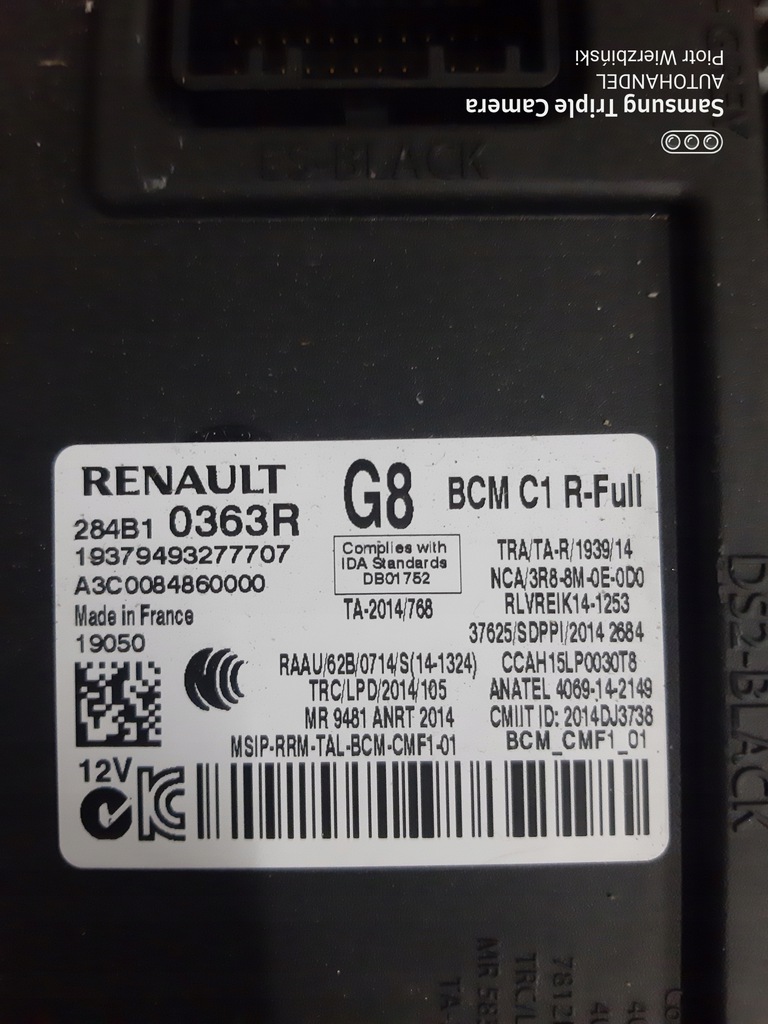 Samsung Triple Camera
AUTOHANDEL
Piotr Wierzbiński
ES-BLACK
RENAULT
G8
BCM C1 R-Full
284B1 0363R
19379493277707
A3C0084860000
Made in France
19050
Complies with
IDA Standards
DB01752
TA-2014/768
TRA/TA-R/1939/14
NCA/3R8-8M-0E-0D0
RLVREIK14-1253
37625/SDPPI/2014 2684
RAAU/62B/0714/S(14-1324)
CCAH15LP0030T8
TRC/LPD/2014/105
ANATEL 4069-14-2149
MR 9481 ANRT 2014
CMIIT ID: 2014DJ3738
MSIP-RRM-TAL-BCM-CMF1-01
BCM_CMF1_01
12V
DS2-BLACK